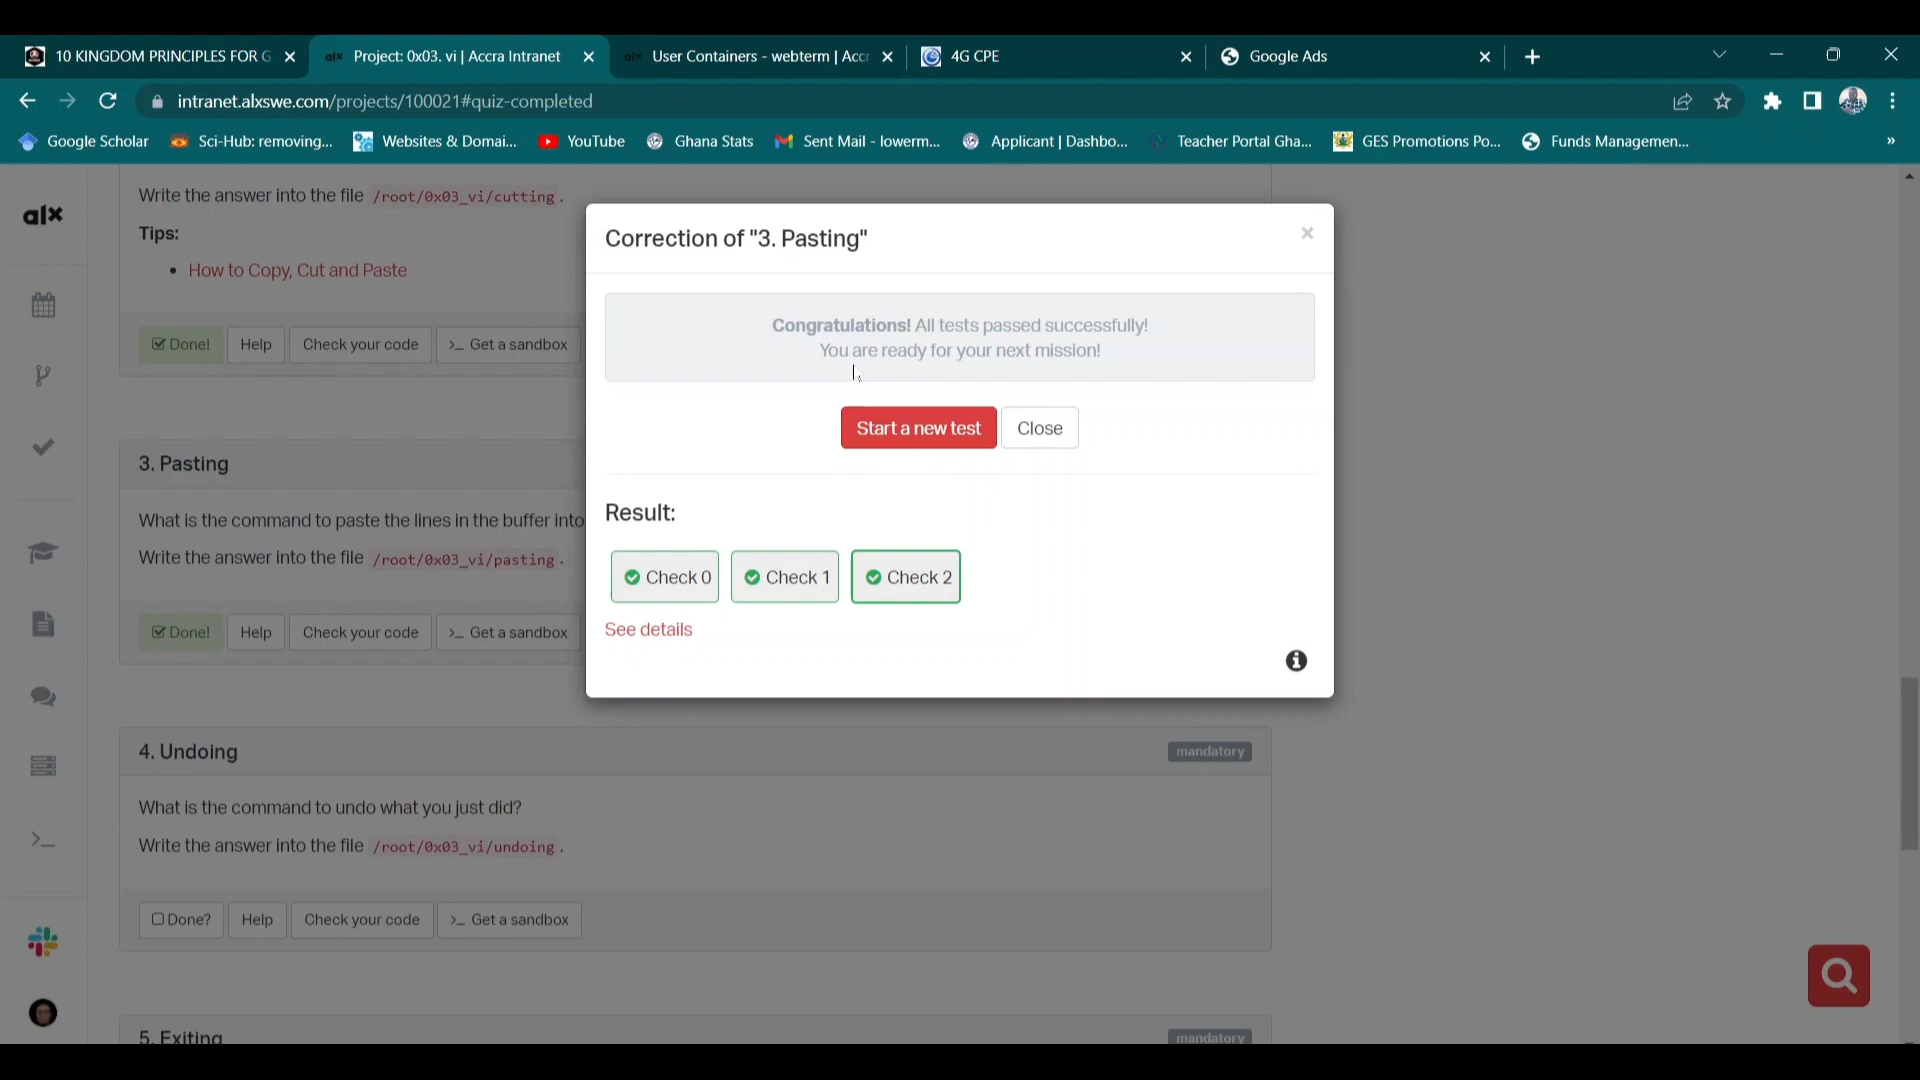 10 KINGDOM PRINCIPLES FOR G
alx Project: 0x03. vi | Accra Intranet
alx User Containers - webterm | Accr
4G CPE
Google Ads
intranet.alxswe.com/projects/100021#quiz-completed
Google Scholar
Sci-Hub: removing...
Websites & Domai...
YouTube
Ghana Stats
Sent Mail - lowerm...
Applicant | Dashbo...
Teacher Portal Gha...
GES Promotions Po...
Funds Managemen...
»
alx
Write the answer into the file /root/0x03_vi/cutting .
Tips:
• How to Copy, Cut and Paste
Done! Help Check your code >_ Get a sandbox
3. Pasting
What is the command to paste the lines in the buffer into
Write the answer into the file /root/0x03_vi/pasting .
Done! Help Check your code >_ Get a sandbox
Correction of "3. Pasting"
×
Congratulations! All tests passed successfully!
You are ready for your next mission!
Start a new test Close
Result:
Check 0 Check 1 Check 2
See details
4. Undoing mandatory
What is the command to undo what you just did?
Write the answer into the file /root/0x03_vi/undoing .
Done? Help Check your code >_ Get a sandbox
5. Exiting mandatory